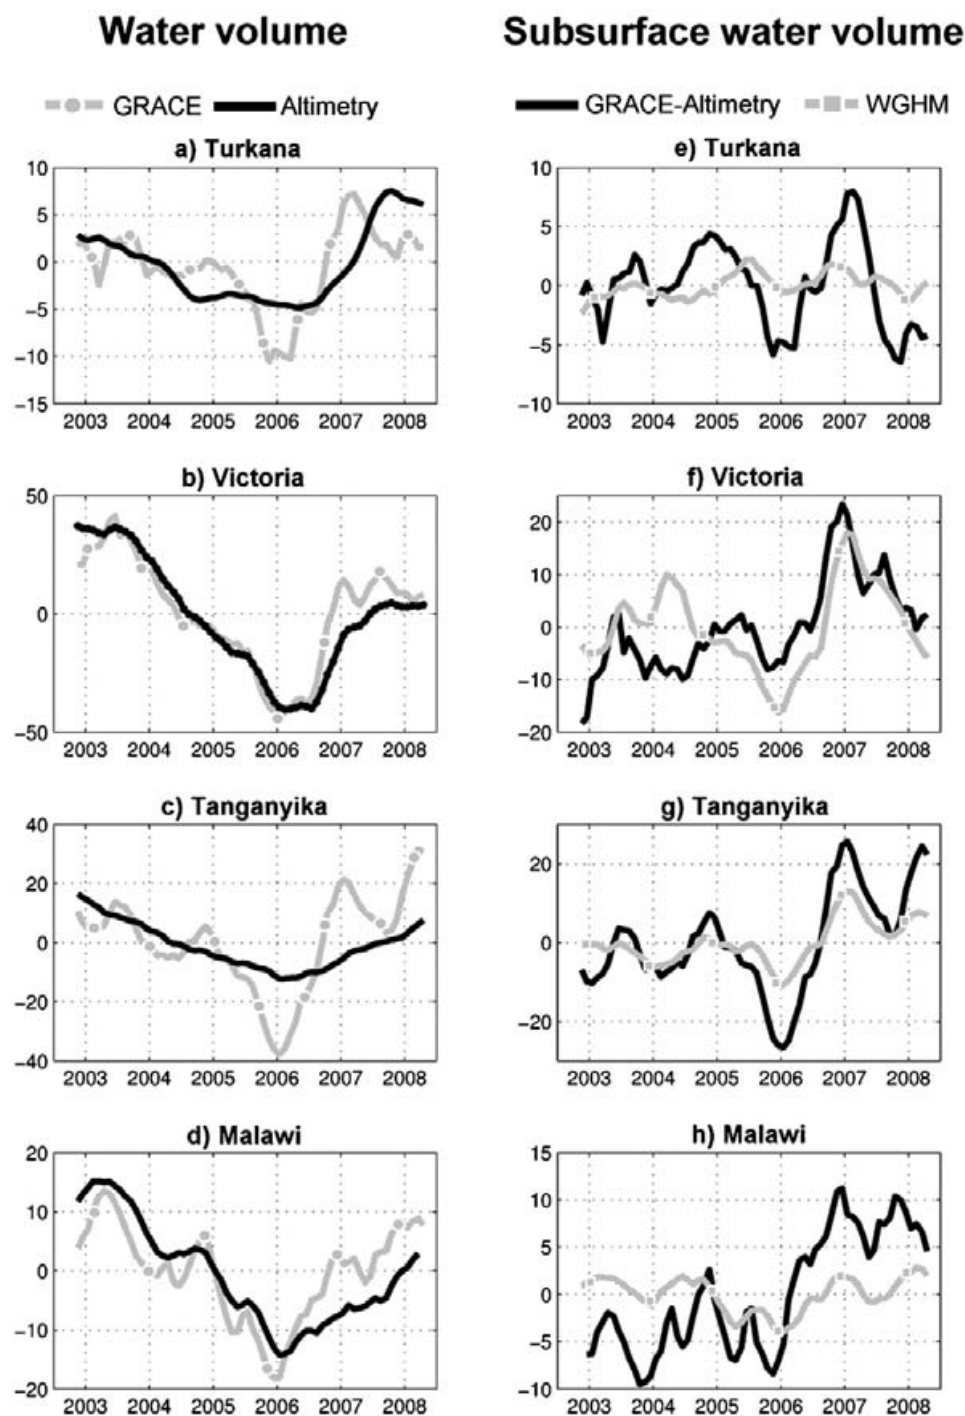 Water volume
Subsurface water volume
GRACE Altimetry
GRACE-Altimetry WGHM
a) Turkana
10
5
0
−5
−10
−15
2003 2004 2005 2006 2007 2008
e) Turkana
10
5
0
−5
−10
2003 2004 2005 2006 2007 2008
b) Victoria
50
0
−50
2003 2004 2005 2006 2007 2008
f) Victoria
20
10
0
−10
−20
2003 2004 2005 2006 2007 2008
c) Tanganyika
40
20
0
−20
−40
2003 2004 2005 2006 2007 2008
g) Tanganyika
20
0
−20
2003 2004 2005 2006 2007 2008
d) Malawi
20
10
0
−10
−20
2003 2004 2005 2006 2007 2008
h) Malawi
15
10
5
0
−5
−10
2003 2004 2005 2006 2007 2008